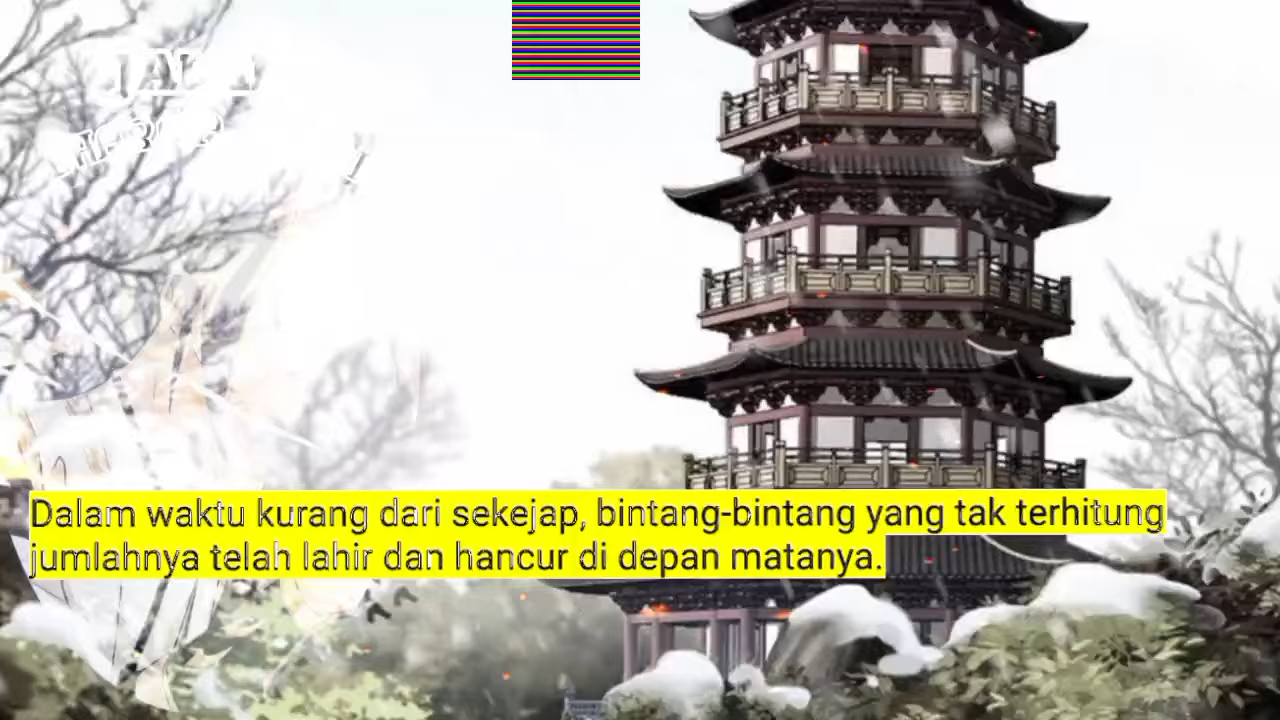 Dalam waktu kurang dari sekejap, bintang-bintang yang tak terhitung
jumlahnya telah lahir dan hancur di depan matanya.